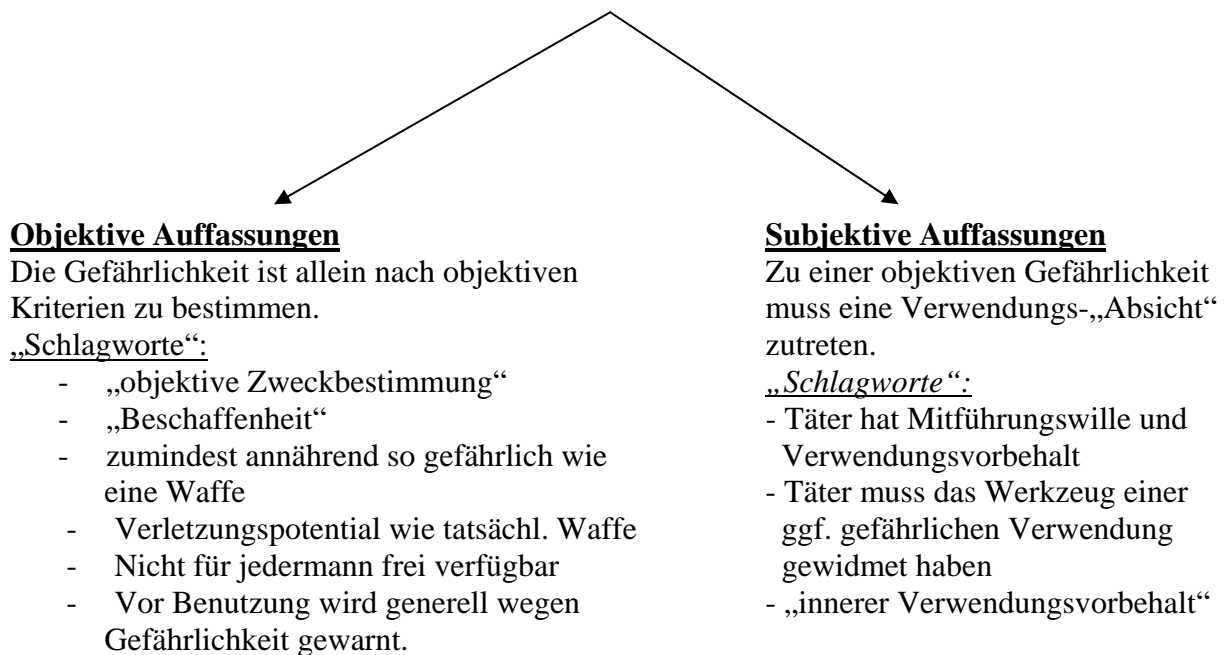 Objektive Auffassungen
Die Gefährlichkeit ist allein nach objektiven
Kriterien zu bestimmen.
„Schlagworte“:
- „objektive Zweckbestimmung“
- „Beschaffenheit“
- zumindest annährend so gefährlich wie
eine Waffe
- Verletzungspotential wie tatsächl. Waffe
- Nicht für jedermann frei verfügbar
- Vor Benutzung wird generell wegen
Gefährlichkeit gewarnt.
Subjektive Auffassungen
Zu einer objektiven Gefährlichkeit
muss eine Verwendungs-„Absicht“
zutreten.
„Schlagworte“:
- Täter hat Mitführungswille und
Verwendungsvorbehalt
- Täter muss das Werkzeug einer
ggf. gefährlichen Verwendung
gewidmet haben
- „innerer Verwendungsvorbehalt“